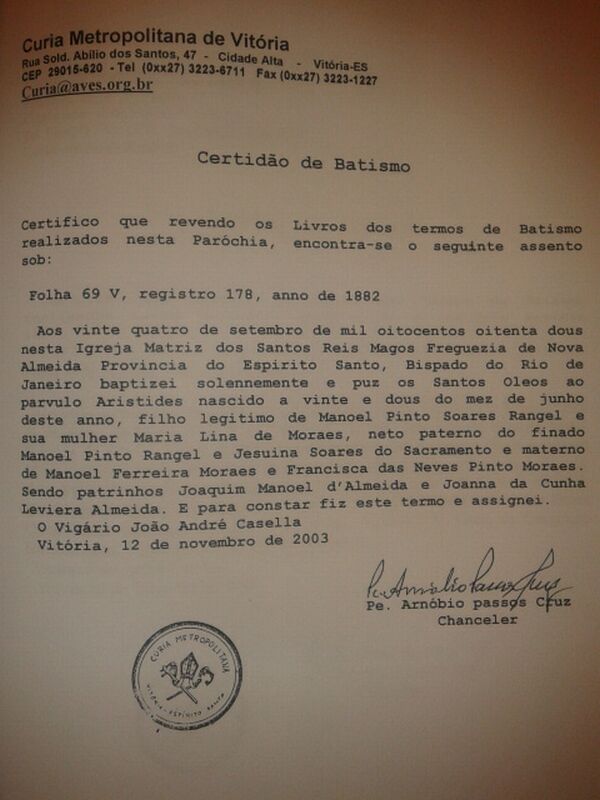 Curia Metropolitana de Vitória
Rua Sold. Abílio dos Santos, 47 - Cidade Alta - Vitória-ES
CEP 29015-620 - Tel (0xx27) 3223-6711 Fax (0xx27) 3223-1227
Curia@aves.org.br
Certidão de Batismo
Certifico que revendo os Livros dos termos de Batismo
realizados nesta Paróchia, encontra-se o seguinte assento
sob:
Folha 69 V, registro 178, anno de 1882
Aos vinte quatro de setembro de mil oitocentos oitenta dous
nesta Igreja Matriz dos Santos Reis Magos Freguezia de Nova
Almeida Provincia do Espirito Santo, Bispado do Rio de
Janeiro baptizei solennemente e puz os Santos Oleos ao
parvulo Aristides nascido a vinte e dous do mez de junho
deste anno, filho legitimo de Manoel Pinto Soares Rangel e
sua mulher Maria Lina de Moraes, neto paterno do finado
Manoel Pinto Rangel e Jesuina Soares do Sacramento e materno
de Manoel Ferreira Moraes e Francisca das Neves Pinto Moraes.
Sendo patrinhos Joaquim Manoel d'Almeida e Joanna da Cunha
Leviera Almeida. E para constar fiz este termo e assignei.
O Vigário João André Casella
Vitória, 12 de novembro de 2003
Pe. Arnóbio Passos Cruz
Pe. Arnóbio passos Cruz
Chanceler
CURIA METROPOLITANA
VITÓRIA - ESPÍRITO SANTO